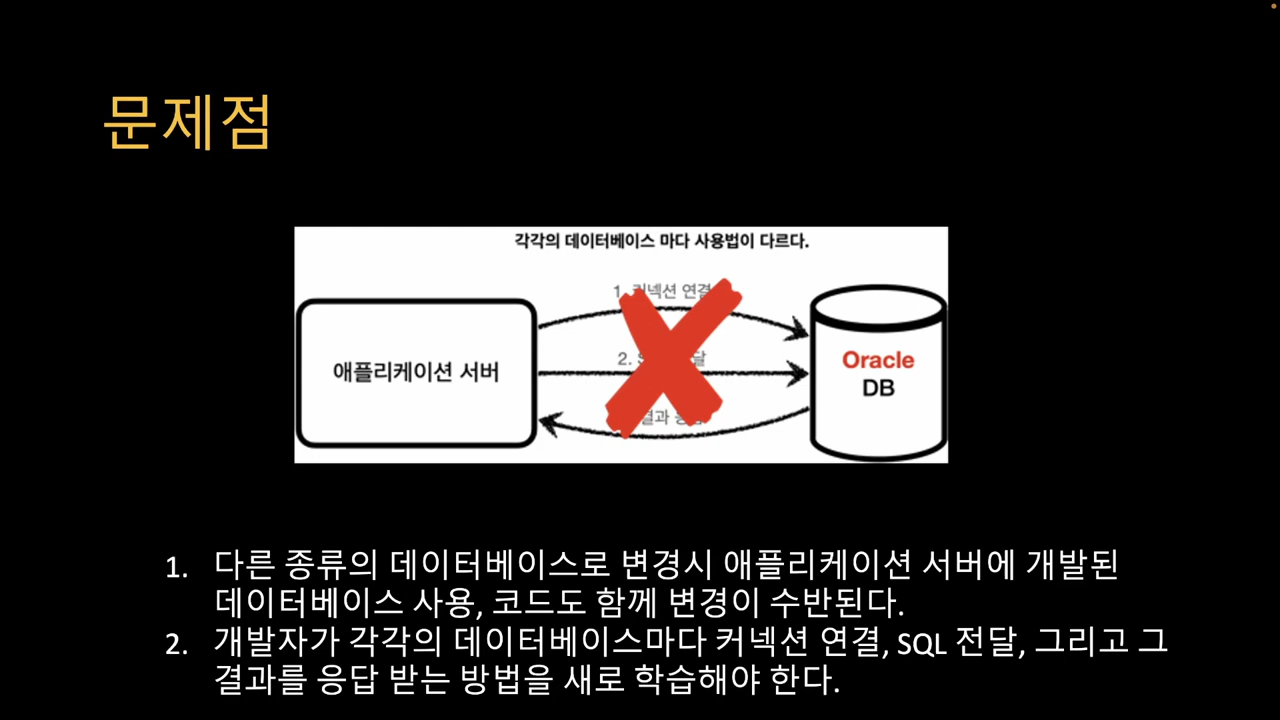 문제점
각각의 데이터베이스 마다 사용법이 다르다.
1. 커넥션 연결
애플리케이션 서버
2.
Oracle
DB
결과
1. 다른 종류의 데이터베이스로 변경시 애플리케이션 서버에 개발된
데이터베이스 사용, 코드도 함께 변경이 수반된다.
2. 개발자가 각각의 데이터베이스마다 커넥션 연결, SQL 전달, 그리고 그
결과를 응답 받는 방법을 새로 학습해야 한다.